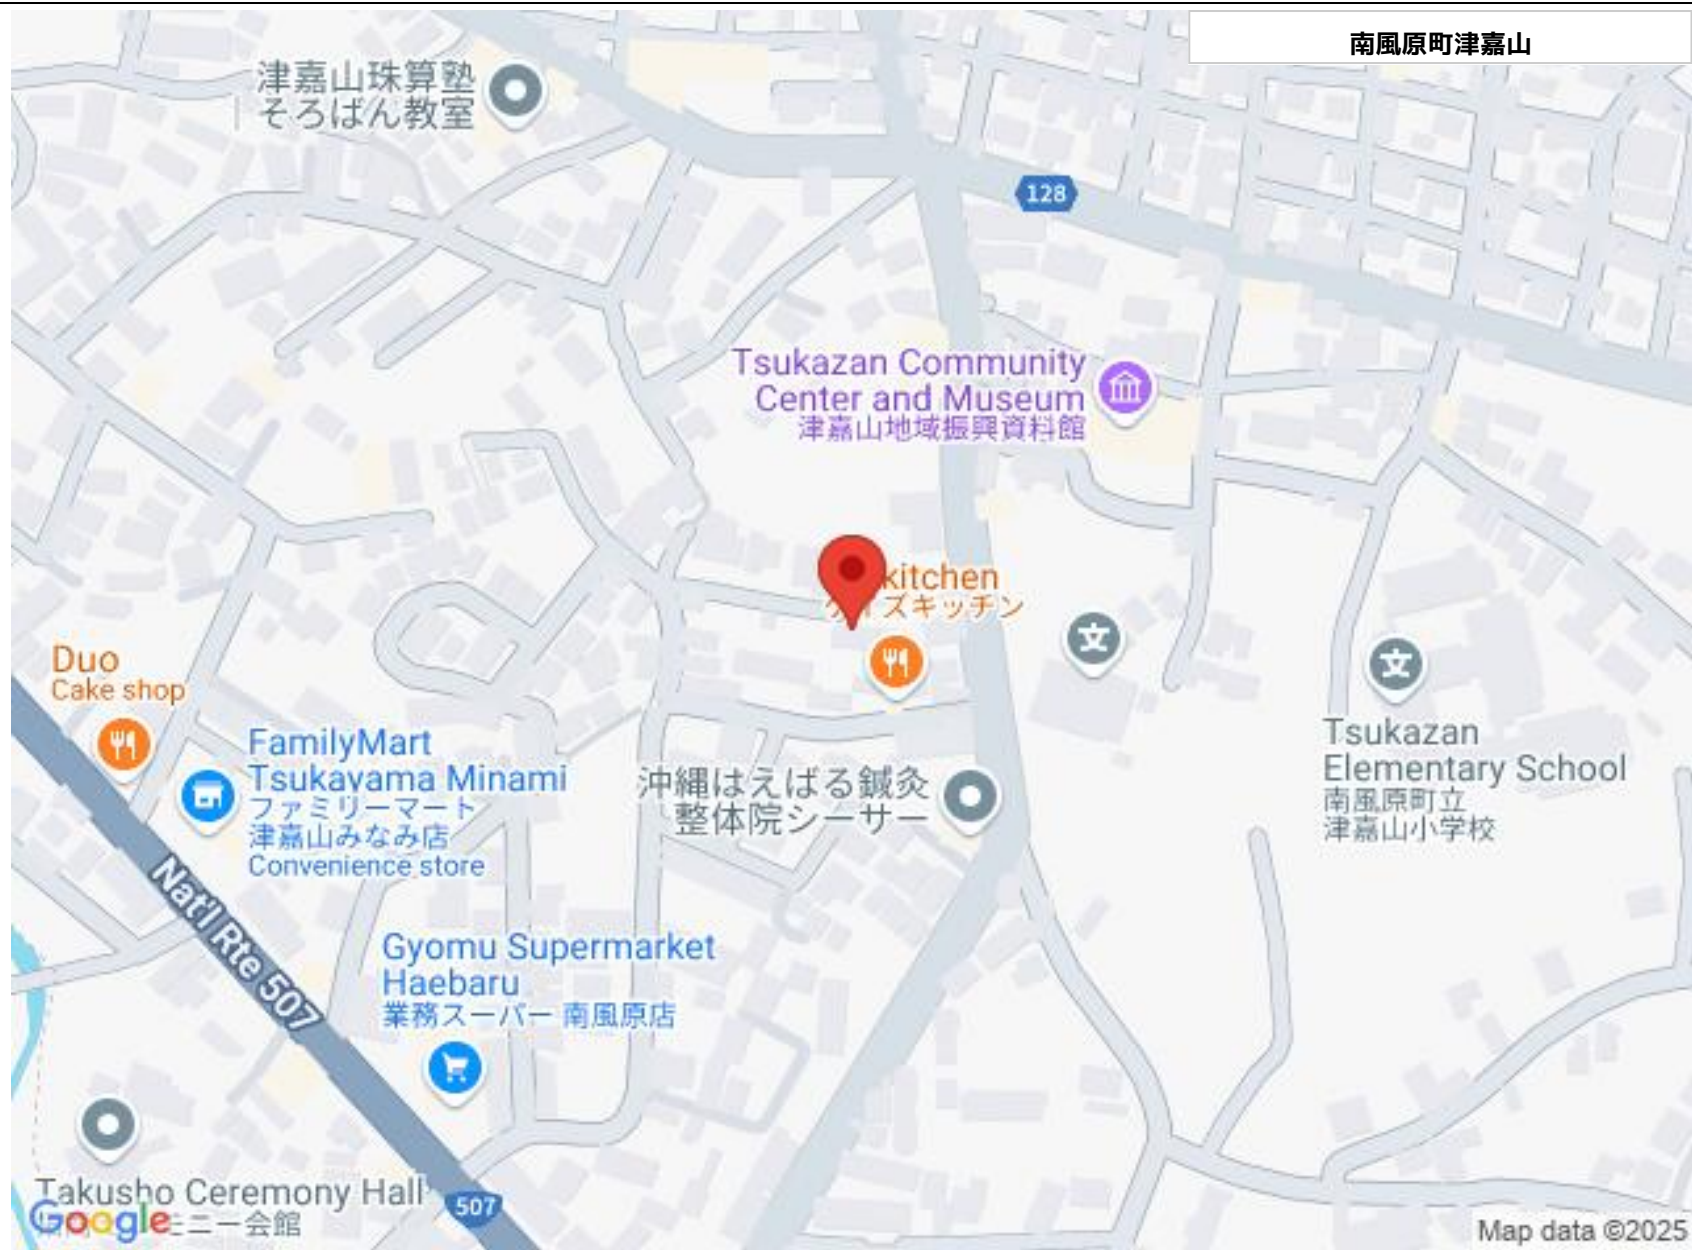 南風原町津嘉山
津嘉山珠算塾
そろばん教室
128
Tsukazan Community
Center and Museum
津嘉山地域振興資料館
kitchen
ズキッチン
文
文
Duo
Cake shop
FamilyMart
Tsukayama Minami
ファミリーマート
津嘉山みなみ店
Convenience store
沖縄はえばる鍼灸
整体院シーサー
Tsukazan
Elementary School
南風原町立
津嘉山小学校
Nat'l Rte 507
Gyomu Supermarket
Haebaru
業務スーパー 南風原店
Takusho Ceremony Hall
507
Google
モニー会館
Map data ©2025